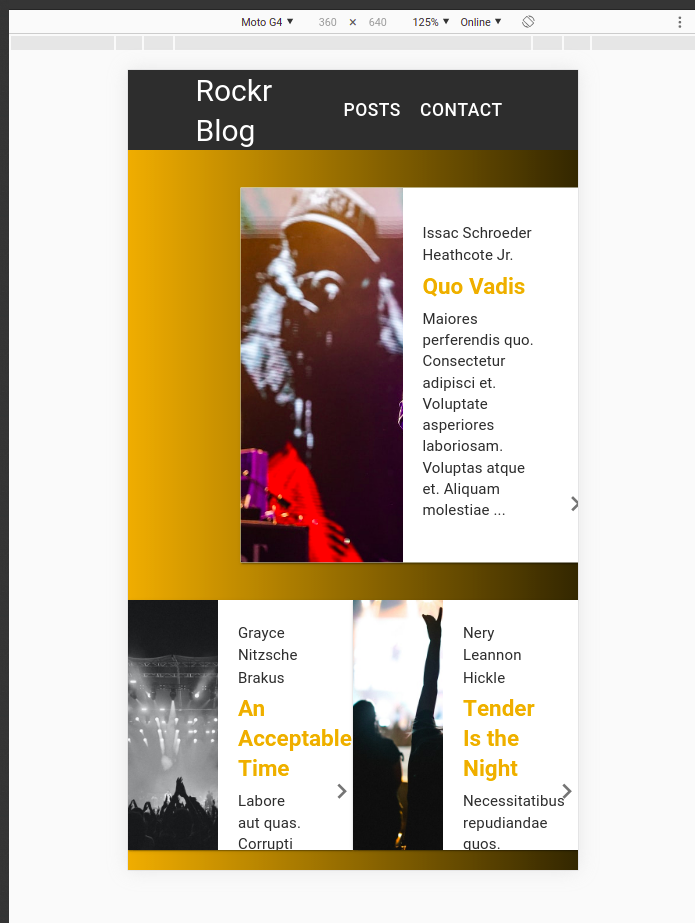 Moto G4 ▼ 360 × 640 125% ▼ Online ▼
Rockr
Blog
POSTS CONTACT
Issac Schroeder
Heathcote Jr.
Quo Vadis
Maiores
perferendis quo.
Consectetur
adipisci et.
Voluptate
asperiores
laboriosam.
Voluptas atque
et. Aliquam
molestiae ...
Grayce
Nitzsche
Brakus
An
Acceptable
Time
Labore
aut quas.
Corrupti
Nery
Leannon
Hickle
Tender
Is the
Night
Necessitatibus
repudiandae
quos.